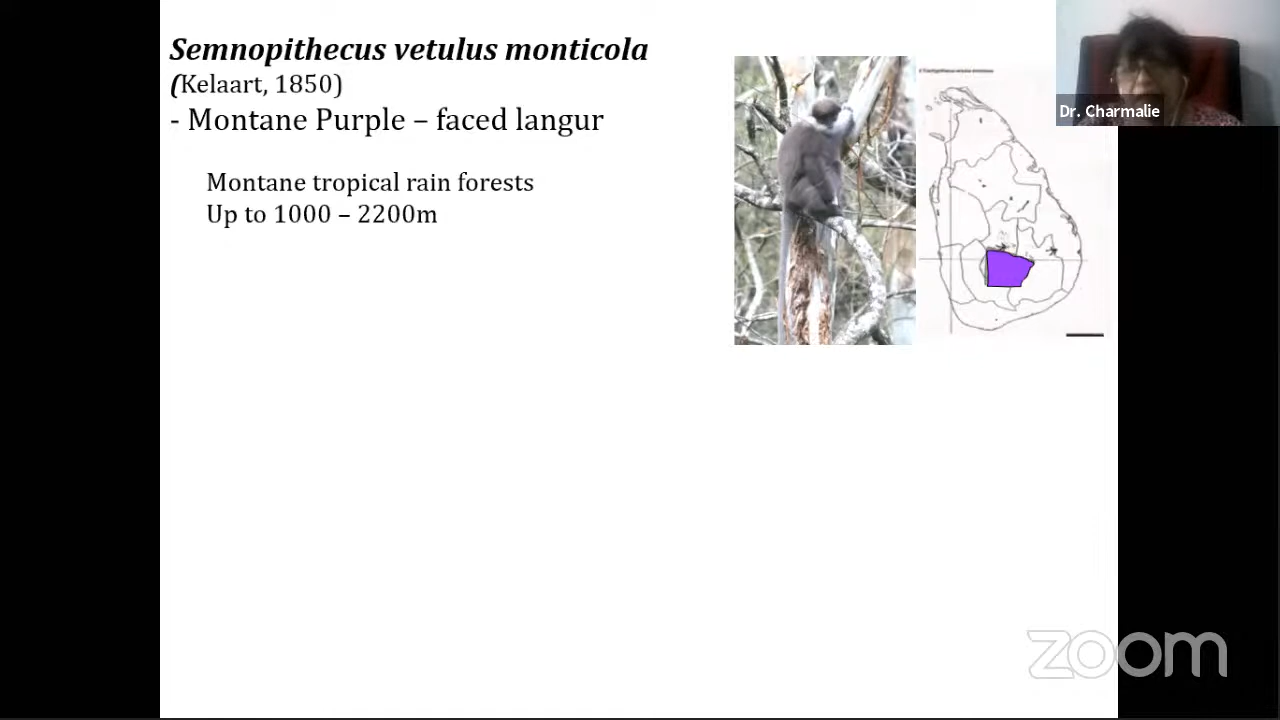 Semnopithecus vetulus monticola
(Kelaart, 1850)
- Montane Purple – faced langur
Montane tropical rain forests
Up to 1000 – 2200m
Dr. Charmalie
zoom